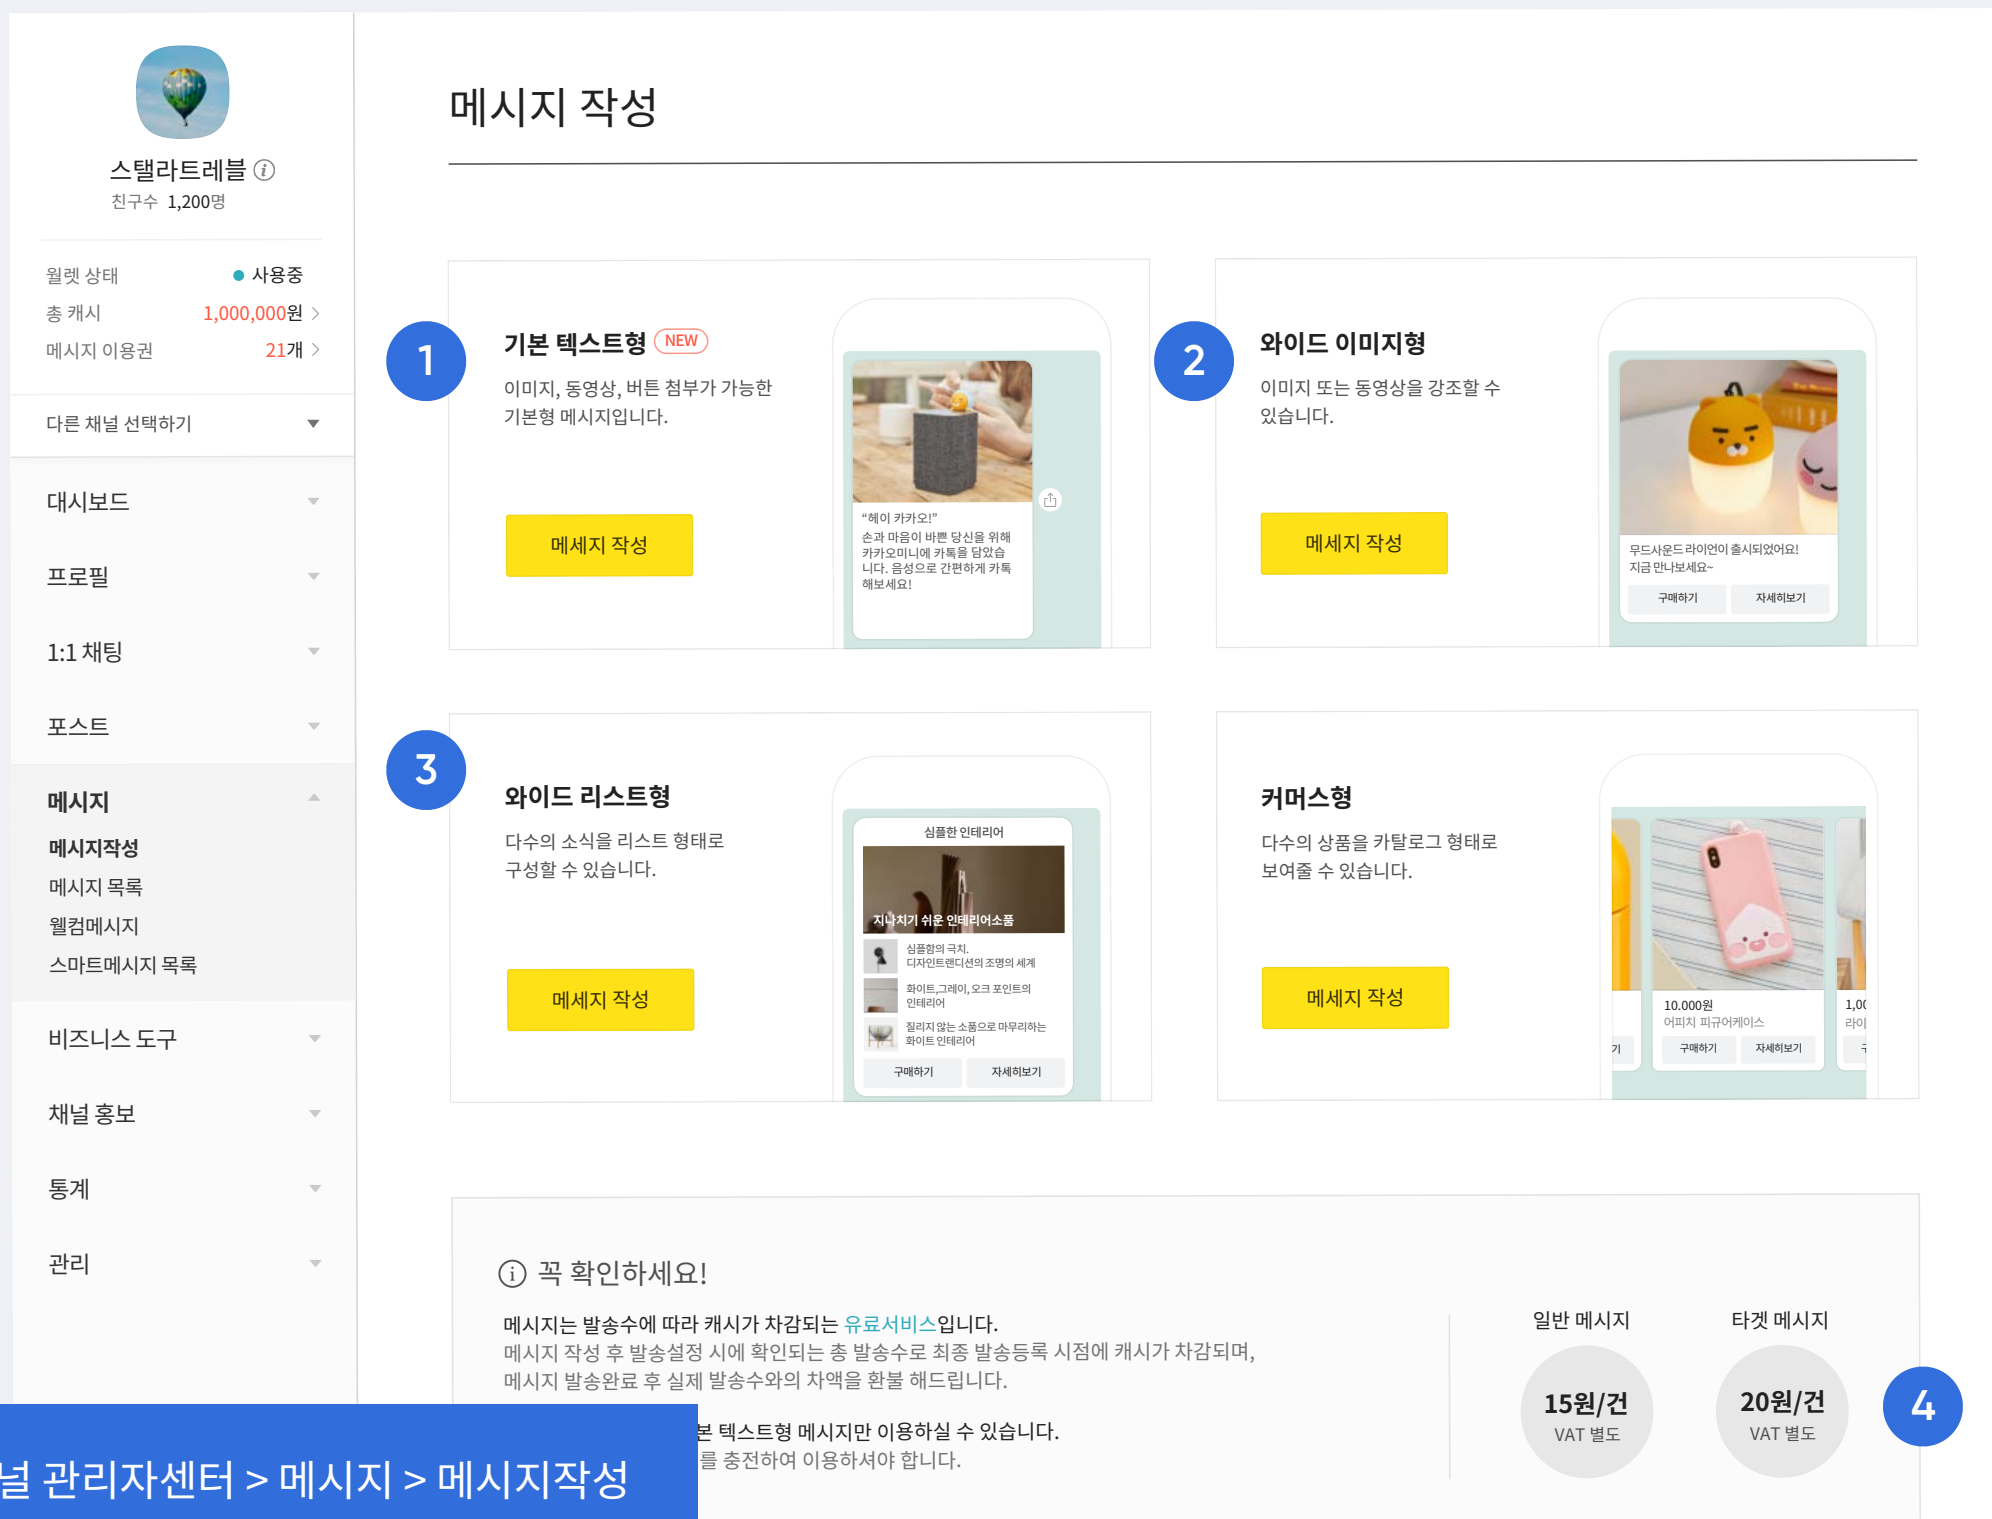 스탤라트레블
친구수 1,200명
월렛 상태 사용중
총 캐시 1,000,000원
메시지 이용권 21개
다른 채널 선택하기
대시보드
프로필
1:1 채팅
포스트
메시지
메시지작성
메시지 목록
웰컴메시지
스마트메시지 목록
비즈니스 도구
채널 홍보
통계
관리
메시지 작성
1
기본 텍스트형 NEW
이미지, 동영상, 버튼 첨부가 가능한
기본형 메시지입니다.
메세지 작성
“헤이 카카오!”
손과 마음이 바쁜 당신을 위해
카카오미니에 카톡을 담았습
니다. 음성으로 간편하게 카톡
해보세요!
2
와이드 이미지형
이미지 또는 동영상을 강조할 수
있습니다.
메세지 작성
무드사운드 라이언이 출시되었어요!
지금 만나보세요~
구매하기 자세히보기
3
와이드 리스트형
다수의 소식을 리스트 형태로
구성할 수 있습니다.
메세지 작성
심플한 인테리어
지나치기 쉬운 인테리어소품
심플함의 극치.
디자인트랜디션의 조명의 세계
화이트,그레이,오크 포인트의
인테리어
질리지 않는 소품으로 마무리하는
화이트 인테리어
구매하기 자세히보기
커머스형
다수의 상품을 카탈로그 형태로
보여줄 수 있습니다.
메세지 작성
10.000원
어피치 피규어케이스
구매하기 자세히보기
기
1,00
라이
꼭 확인하세요!
메시지는 발송수에 따라 캐시가 차감되는 유료서비스입니다.
메시지 작성 후 발송설정 시에 확인되는 총 발송수로 최종 발송등록 시점에 캐시가 차감되며,
메시지 발송완료 후 실제 발송수와의 차액을 환불 해드립니다.
본 텍스트형 메시지만 이용하실 수 있습니다.
를 충전하여 이용하셔야 합니다.
일반 메시지
15원/건
VAT 별도
타겟 메시지
20원/건
VAT 별도
4
널 관리자센터 > 메시지 > 메시지작성